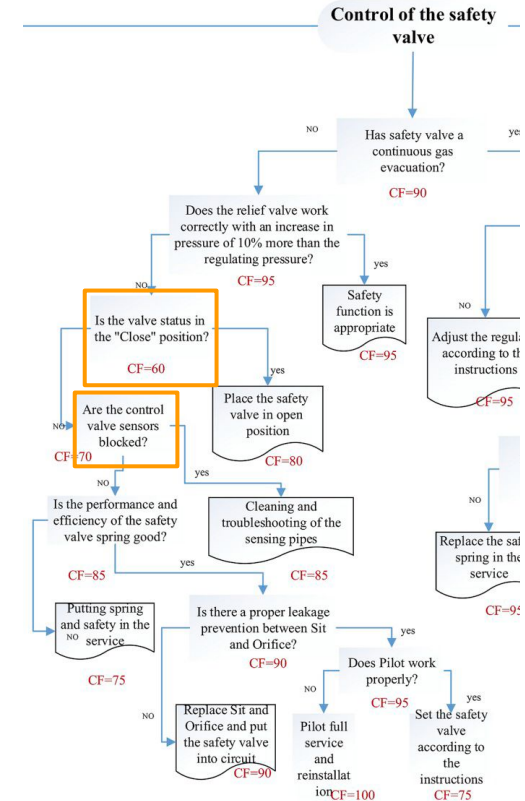 Control of the safety
valve
NO
yes
Has safety valve a
continuous gas
evacuation?
CF=90
Does the relief valve work
correctly with an increase in
pressure of 10% more than the
regulating pressure?
CF=95
yes
NO
Safety
function is
appropriate
CF=95
NO
Adjust the regula
according to th
instructions
CF=95
Is the valve status in
the "Close" position?
CF=60
yes
Place the safety
valve in open
position
CF=80
NO
Are the control
valve sensors
blocked?
CF=70
yes
NO
Cleaning and
troubleshooting of the
sensing pipes
CF=85
NO
Replace the saf
spring in the
service
CF=95
Is the performance and
efficiency of the safety
valve spring good?
CF=85
yes
Putting spring
and safety in the
NO
service
CF=75
Is there a proper leakage
prevention between Sit
and Orifice?
CF=90
yes
NO
Replace Sit and
Orifice and put
the safety valve
into circuit
CF=90
Does Pilot work
properly?
CF=95
NO
yes
Pilot full
service
and
reinstallat
ion
CF=100
Set the safety
valve
according to
the
instructions
CF=75